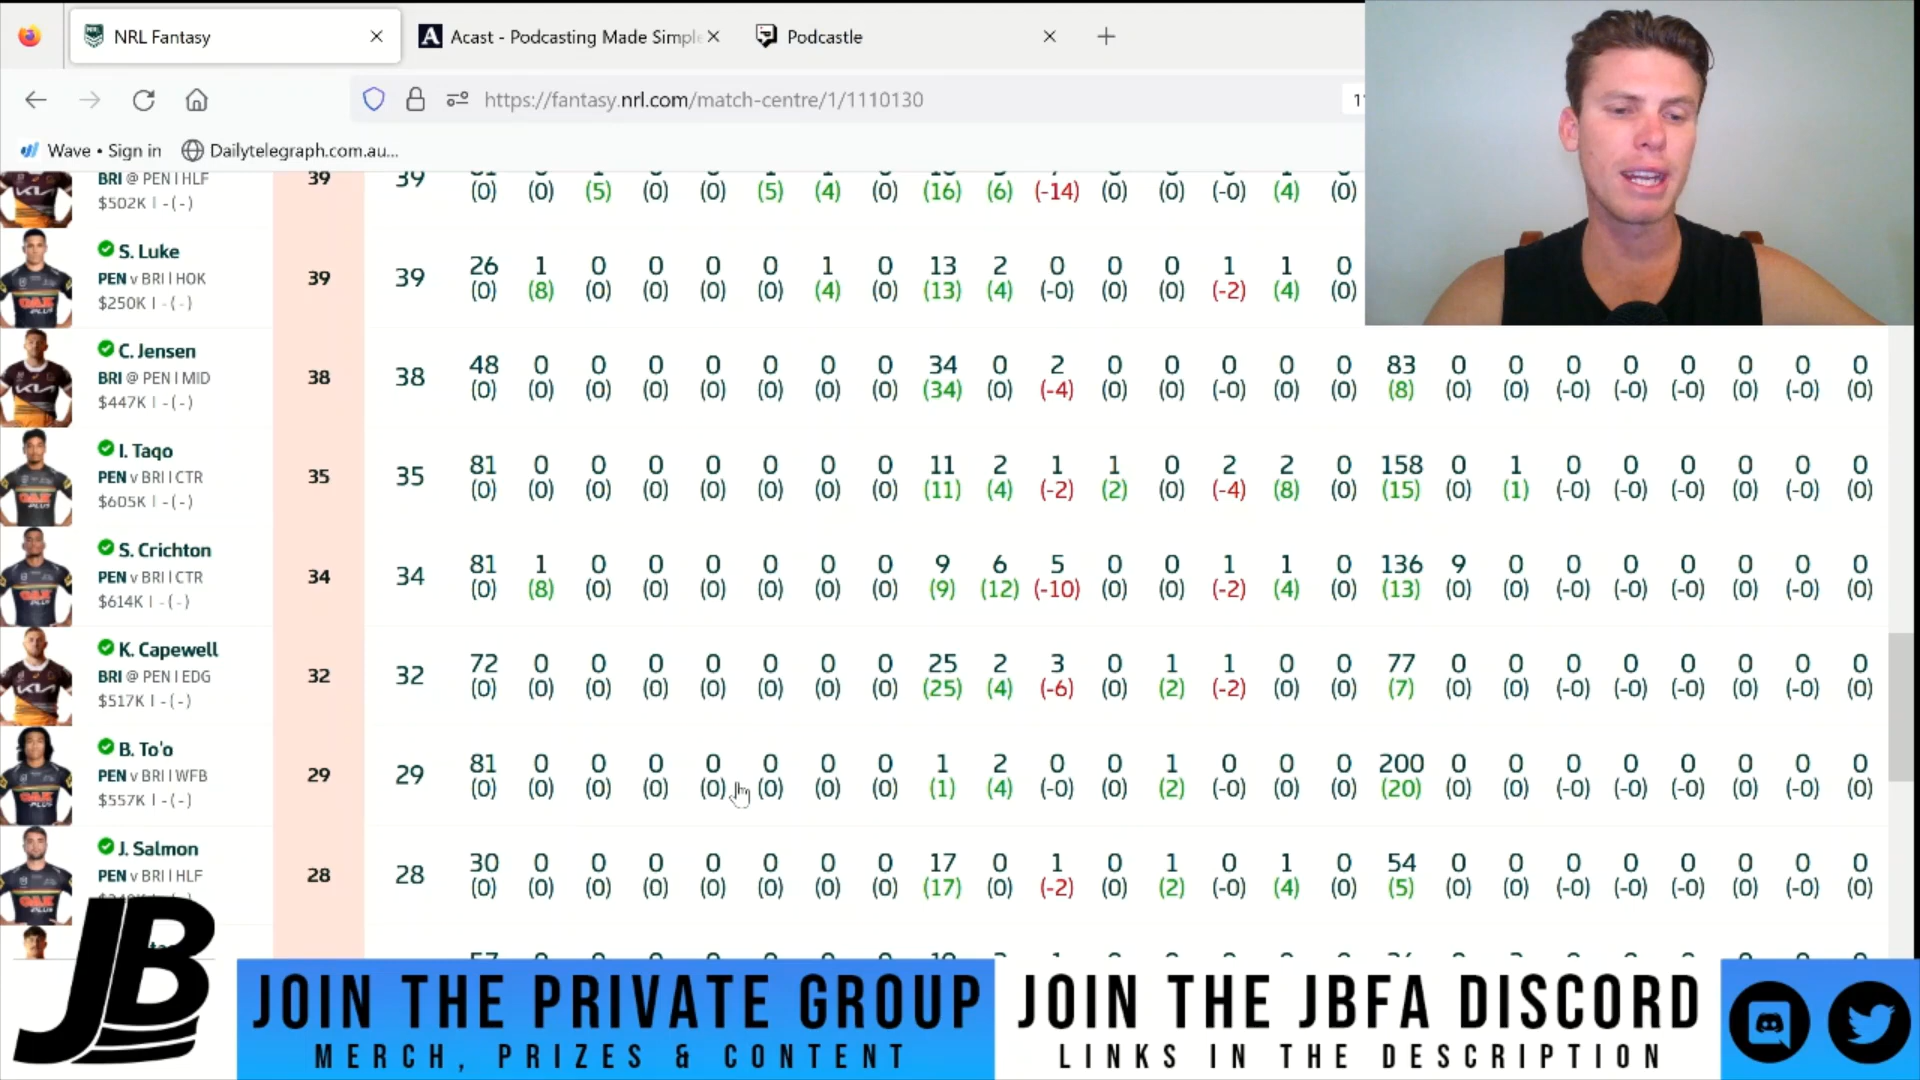 NRL Fantasy
Acast - Podcasting Made Simple
Podcastle
https://fantasy.nrl.com/match-centre/1/1110130
Wave • Sign in
Dailytelegraph.com.au...
BRI @ PEN | HLF 39 39
$502K | - (-) (0) (0) (5) (0) (0) (5) (4) (0) (16) (6) (-14) (0) (0) (-0) (4) (0)
S. Luke 26 1 0 0 0 0 1 0 13 2 0 0 0 1 1 0
PEN v BRI | HOK 39 39
$250K | - (-) (0) (8) (0) (0) (0) (0) (4) (0) (13) (4) (-0) (0) (0) (-2) (4) (0)
C. Jensen 48 0 0 0 0 0 0 0 34 0 2 0 0 0 0 0 83 0 0 0 0 0 0 0 0
BRI @ PEN | MID 38 38
$447K | - (-) (0) (0) (0) (0) (0) (0) (0) (0) (34) (0) (-4) (0) (0) (-0) (0) (0) (8) (0) (0) (-0) (-0) (-0) (0) (-0) (0)
I. Tago 81 0 0 0 0 0 0 0 11 2 1 1 0 2 2 0 158 0 1 0 0 0 0 0 0
PEN v BRI | CTR 35 35
$605K | - (-) (0) (0) (0) (0) (0) (0) (0) (0) (11) (4) (-2) (2) (0) (-4) (8) (0) (15) (0) (1) (-0) (-0) (-0) (0) (-0) (0)
S. Crichton 81 1 0 0 0 0 0 0 9 6 5 0 0 1 1 0 136 9 0 0 0 0 0 0 0
PEN v BRI | CTR 34 34
$614K | - (-) (0) (8) (0) (0) (0) (0) (0) (0) (9) (12) (-10) (0) (0) (-2) (4) (0) (13) (0) (0) (-0) (-0) (-0) (0) (-0) (0)
K. Capewell 72 0 0 0 0 0 0 0 25 2 3 0 1 1 0 0 77 0 0 0 0 0 0 0 0
BRI @ PEN | EDG 32 32
$517K | - (-) (0) (0) (0) (0) (0) (0) (0) (0) (25) (4) (-6) (0) (2) (-2) (0) (0) (7) (0) (0) (-0) (-0) (-0) (0) (-0) (0)
B. To'o 81 0 0 0 0 0 0 0 1 2 0 0 1 0 0 0 200 0 0 0 0 0 0 0 0
PEN v BRI | WFB 29 29
$557K | - (-) (0) (0) (0) (0) (0) (0) (0) (0) (1) (4) (-0) (0) (2) (-0) (0) (0) (20) (0) (0) (-0) (-0) (-0) (0) (-0) (0)
J. Salmon 30 0 0 0 0 0 0 0 17 0 1 0 1 0 1 0 54 0 0 0 0 0 0 0 0
PEN v BRI | HLF 28 28
(0) (0) (0) (0) (0) (0) (0) (0) (17) (0) (-2) (0) (2) (-0) (4) (0) (5) (0) (0) (-0) (-0) (-0) (0) (-0) (0)
JB
JOIN THE PRIVATE GROUP
MERCH, PRIZES & CONTENT
JOIN THE JBFA DISCORD
LINKS IN THE DESCRIPTION